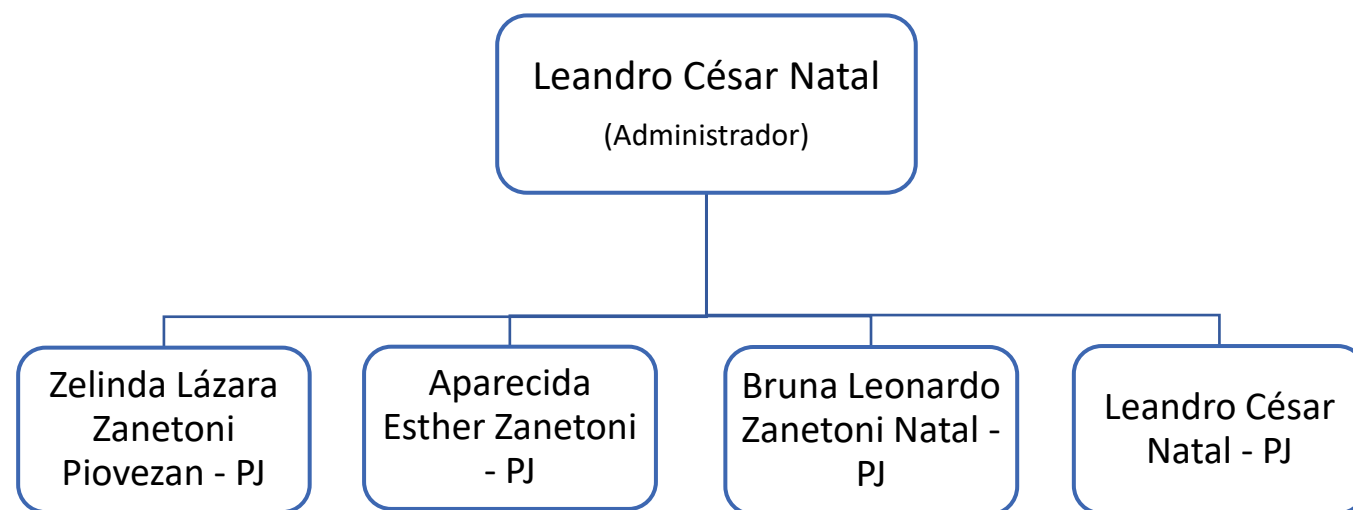 Leandro César Natal
(Administrador)
Zelinda Lázara
Zanetoni
Piovezan - PJ
Aparecida
Esther Zanetoni
- PJ
Bruna Leonardo
Zanetoni Natal -
PJ
Leandro César
Natal - PJ